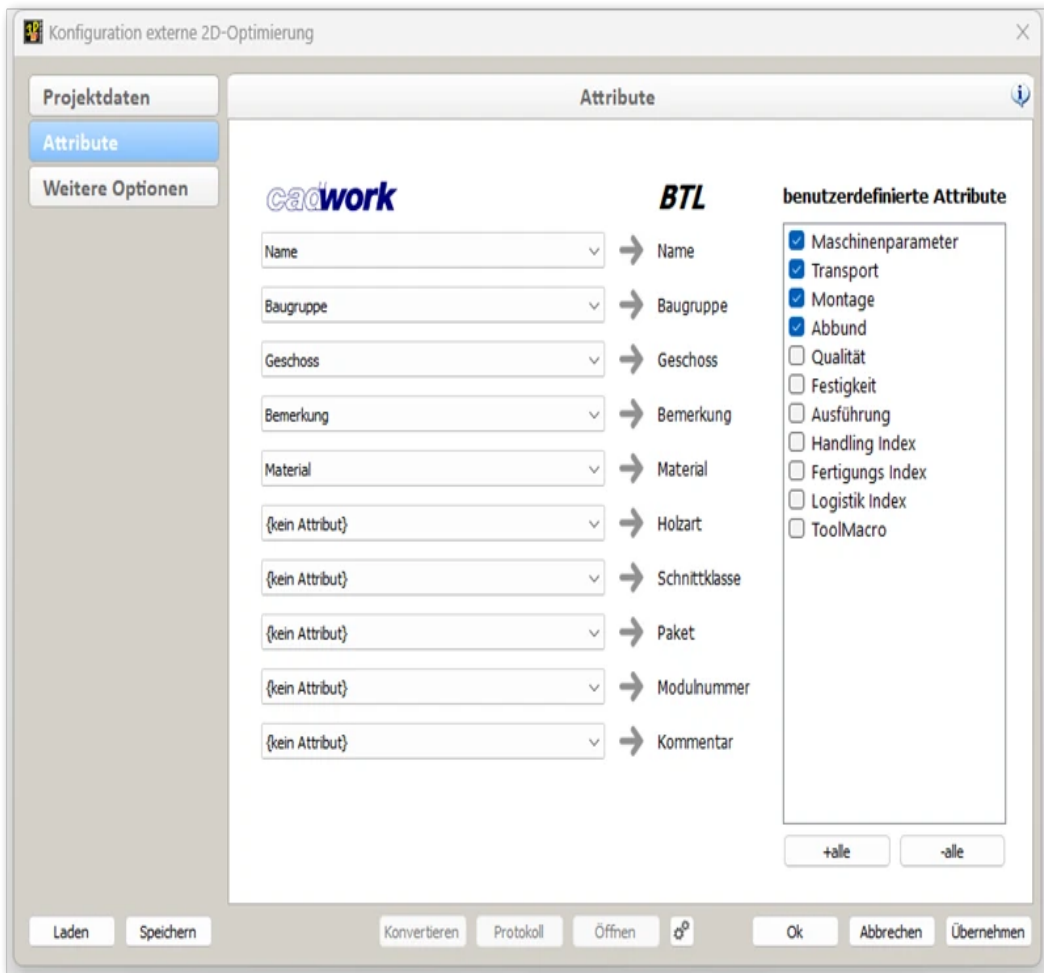 Konfiguration externe 2D-Optimierung
Projektdaten
Attribute
Weitere Optionen
Attribute
cadwork
BTL
benutzerdefinierte Attribute
Name
Name
Baugruppe
Baugruppe
Geschoss
Geschoss
Bemerkung
Bemerkung
Material
Material
{kein Attribut}
Holzart
{kein Attribut}
Schnittklasse
{kein Attribut}
Paket
{kein Attribut}
Modulnummer
{kein Attribut}
Kommentar
Maschinenparameter
Transport
Montage
Abbund
Qualität
Festigkeit
Ausführung
Handling Index
Fertigungs Index
Logistik Index
ToolMacro
+alle
-alle
Laden
Speichern
Konvertieren
Protokoll
Öffnen
Ok
Abbrechen
Übernehmen